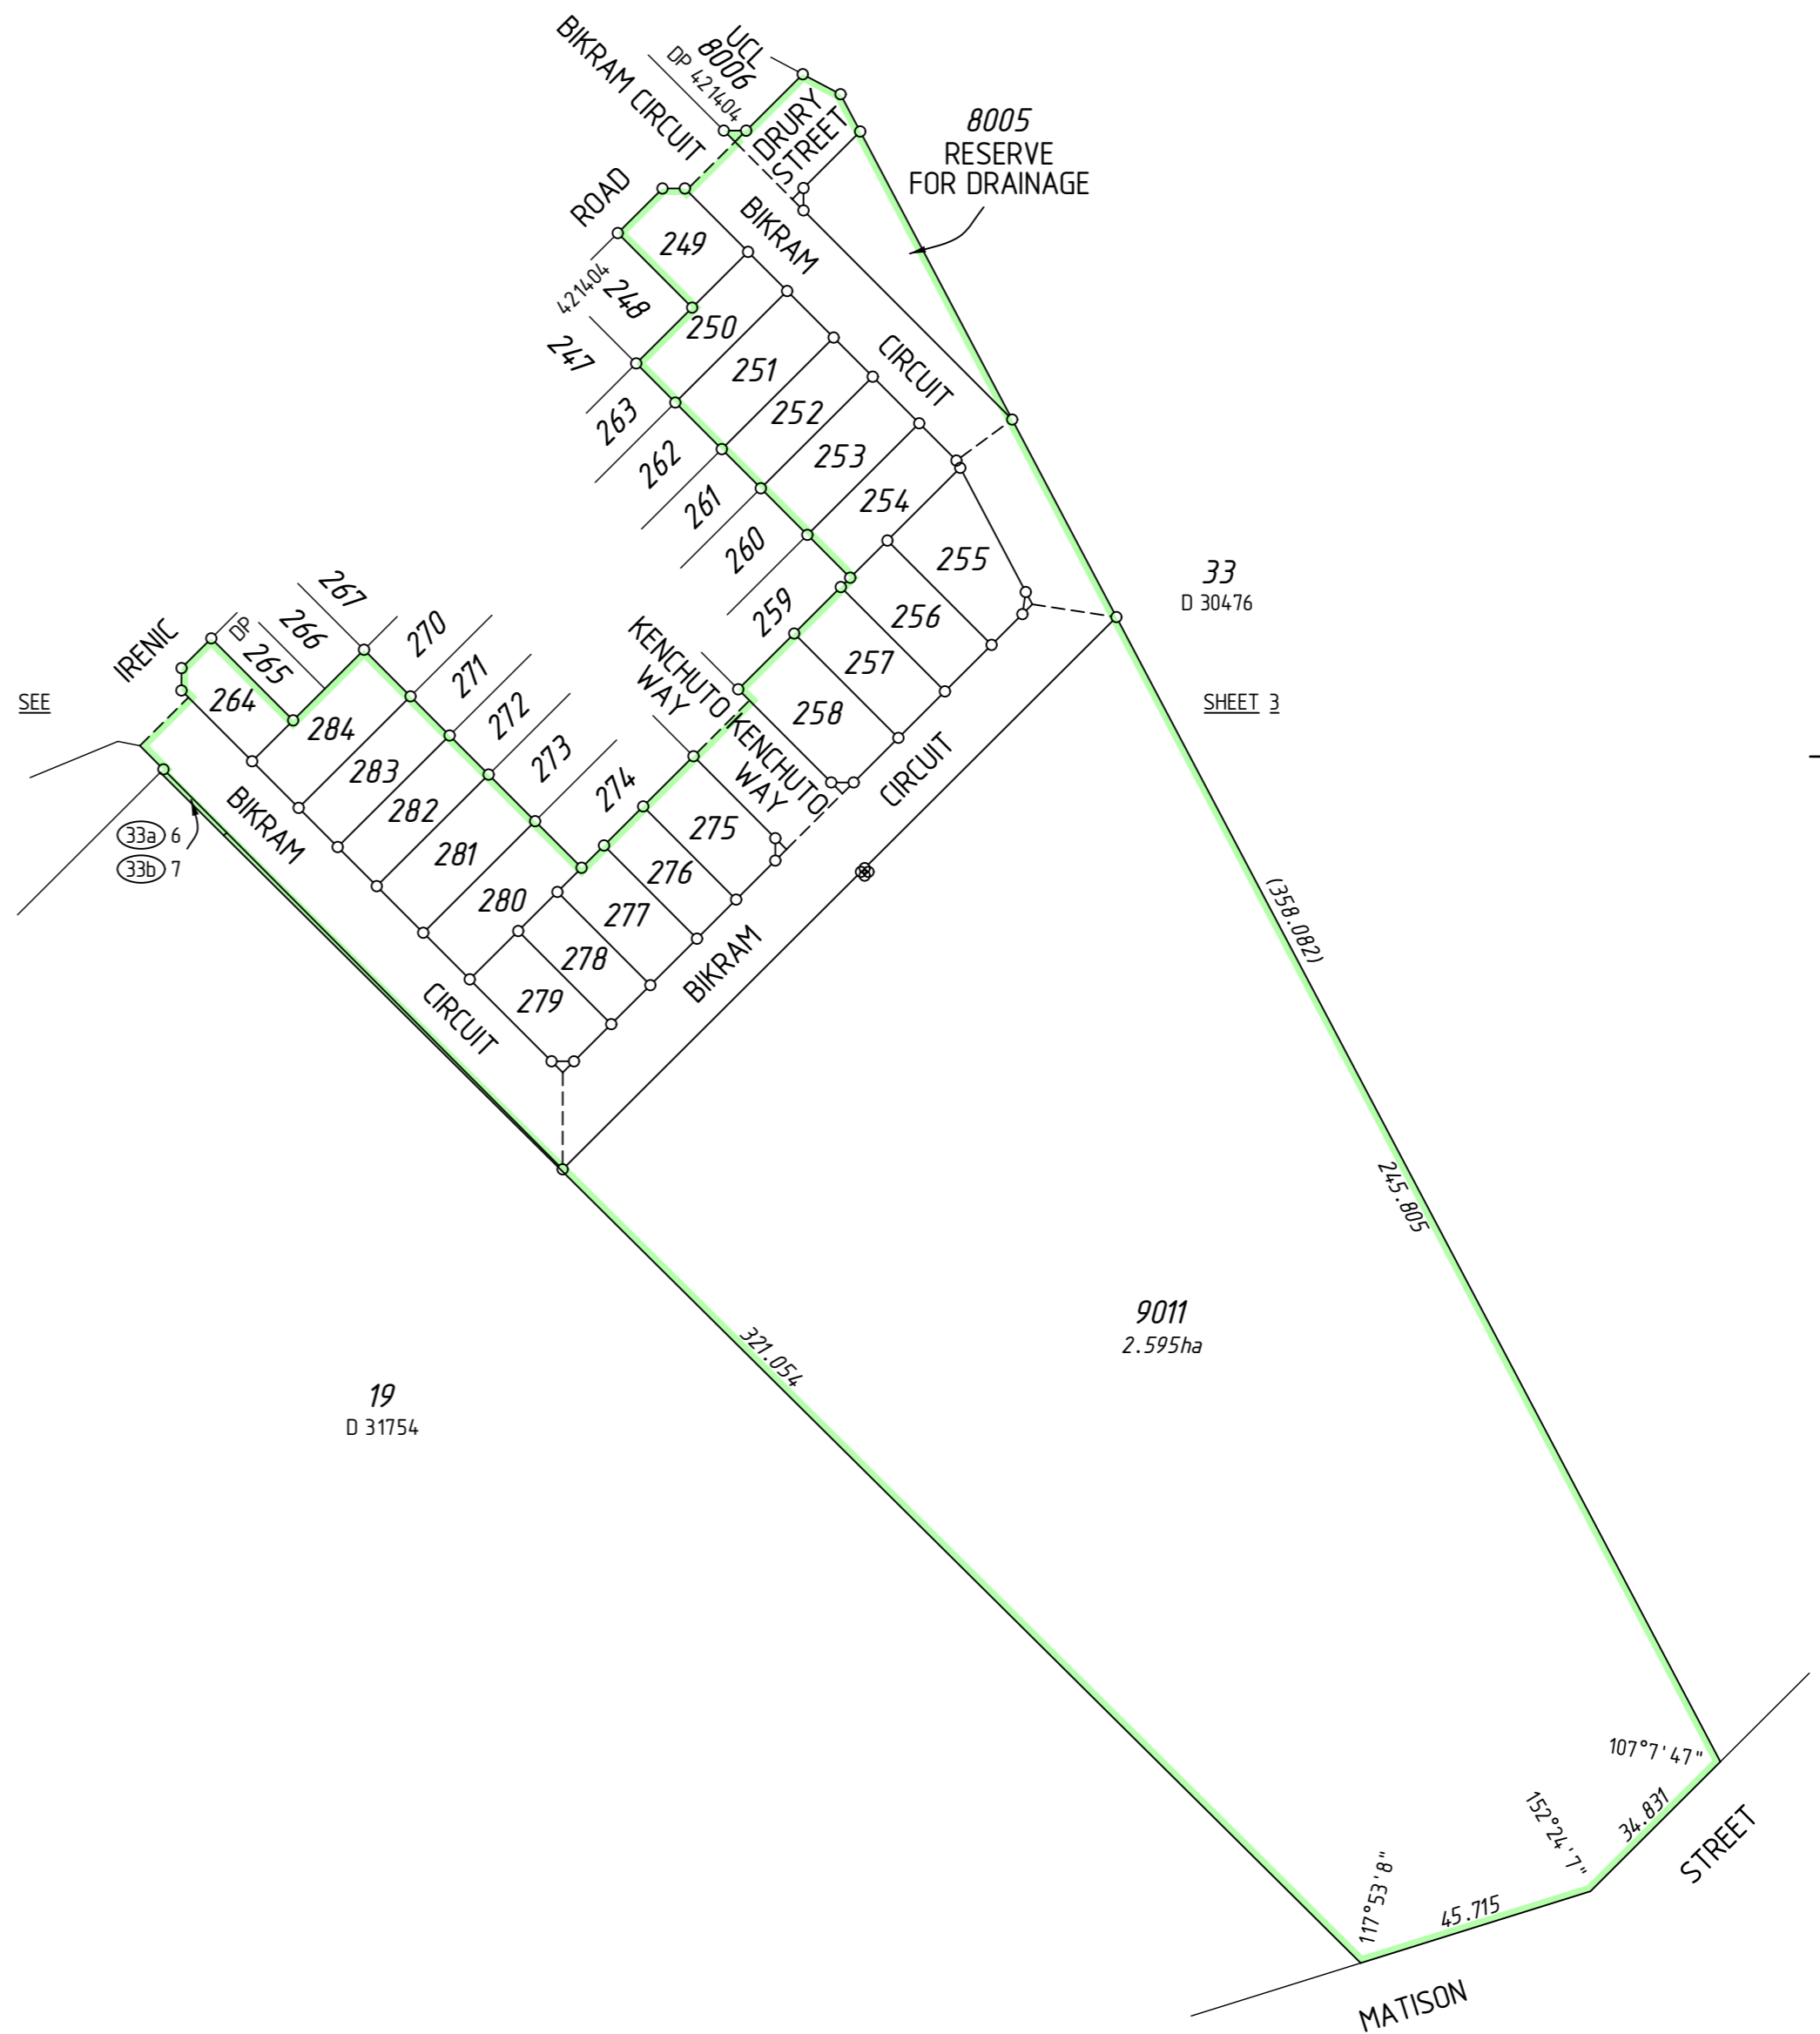 UCL
8006
DP 421404
BIKRAM CIRCUIT
DRURY
STREET
8005
RESERVE
FOR DRAINAGE
ROAD
249
BIKRAM
421404
248
250
247
251
CIRCUIT
263
252
262
253
261
254
260
255
33
D 30476
267
259
256
IRENIC
DP
266
270
265
KENCHUTO
WAY
257
271
SEE
264
SHEET 3
284
272
258
KENCHUTO
WAY
273
283
CIRCUIT
274
BIKRAM
282
275
33a 6
33b 7
281
276
280
277
(358.082)
278
BIKRAM
279
CIRCUIT
245.805
9011
2.595ha
321.054
19
D 31754
107°7'47"
34.831
152°24'7"
STREET
117°53'8"
45.715
MATISON